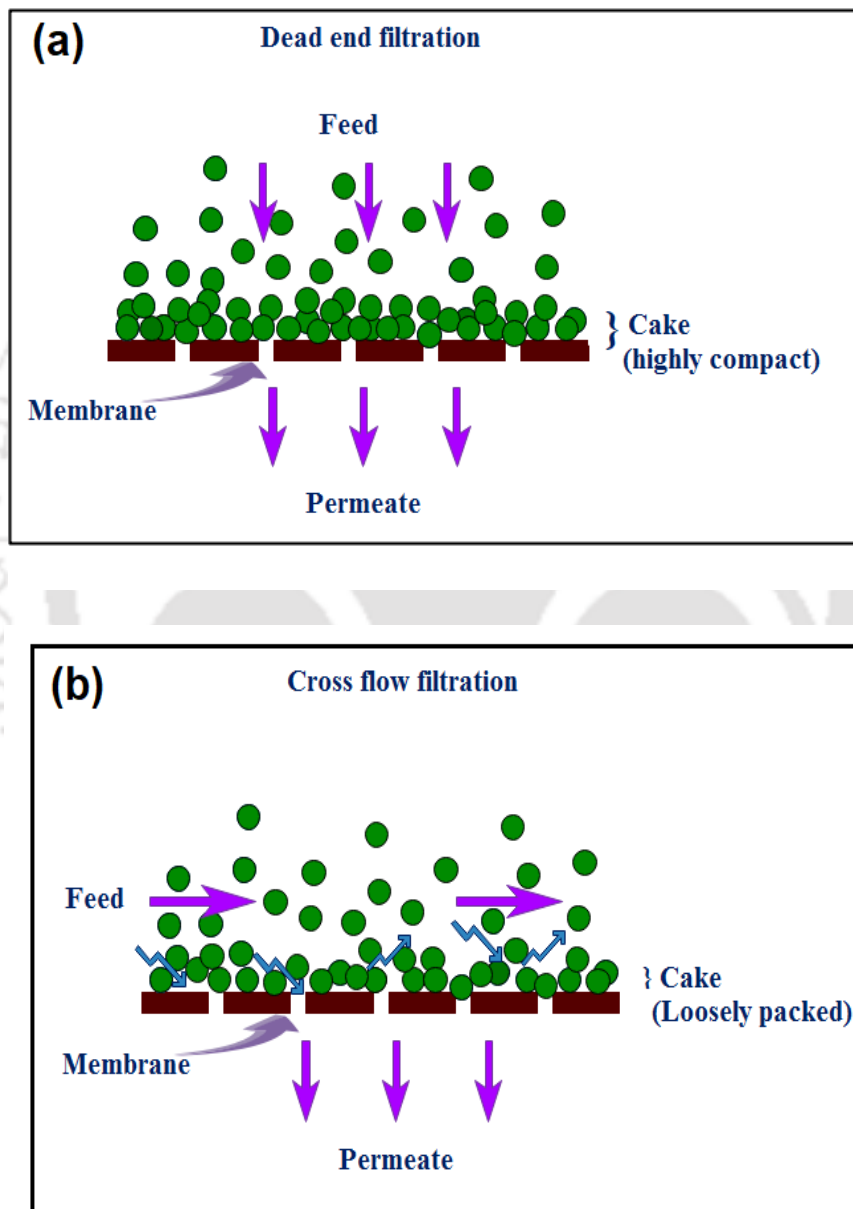 (a)
Dead end filtration
Feed
} Cake
(highly compact)
Membrane
Permeate
(b)
Cross flow filtration
Feed
} Cake
(Loosely packed)
Membrane
Permeate